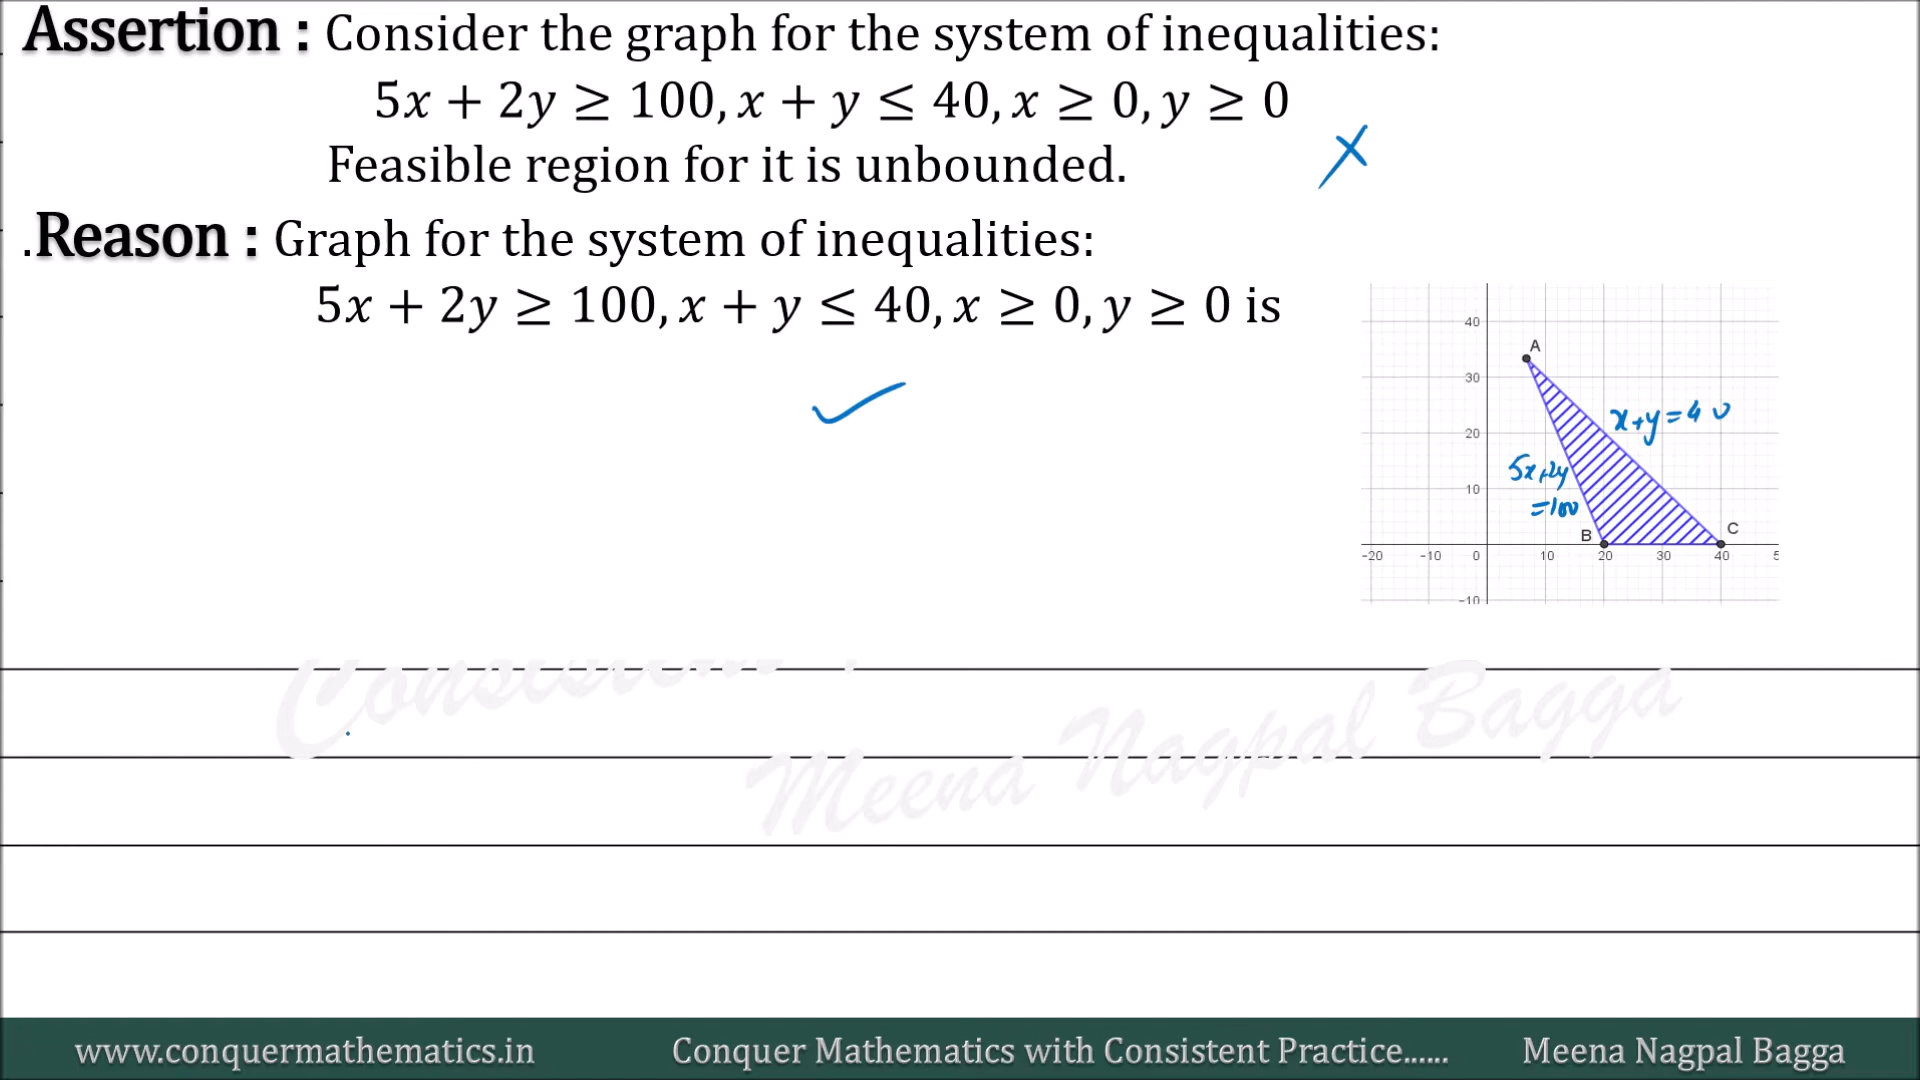 Assertion : Consider the graph for the system of inequalities:
5x + 2y ≥ 100, x + y ≤ 40, x ≥ 0, y ≥ 0
Feasible region for it is unbounded.
.Reason : Graph for the system of inequalities:
5x + 2y ≥ 100, x + y ≤ 40, x ≥ 0, y ≥ 0 is
40
A
30
x+y=40
20
5x+2y
10
=100
B
C
−20 −10 0 10 20 30 40 5
−10
Meena Nagpal Bagga
www.conquermathematics.in Conquer Mathematics with Consistent Practice...... Meena Nagpal Bagga